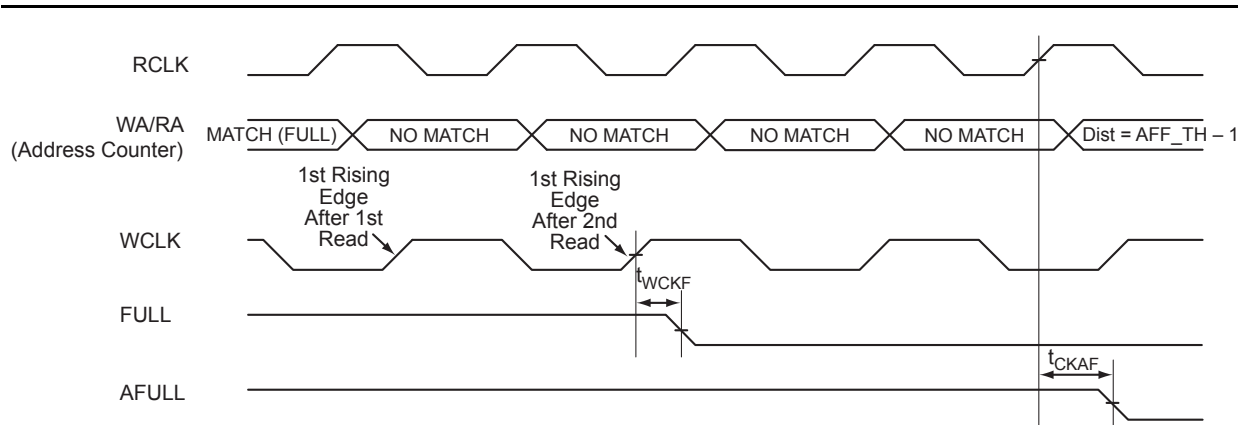 RCLK
WA/RA
(Address Counter)
MATCH (FULL)
NO MATCH
NO MATCH
NO MATCH
NO MATCH
Dist = AFF_TH – 1
1st Rising
Edge
After 1st
Read
1st Rising
Edge
After 2nd
Read
WCLK
tWCKF
FULL
tCKAF
AFULL